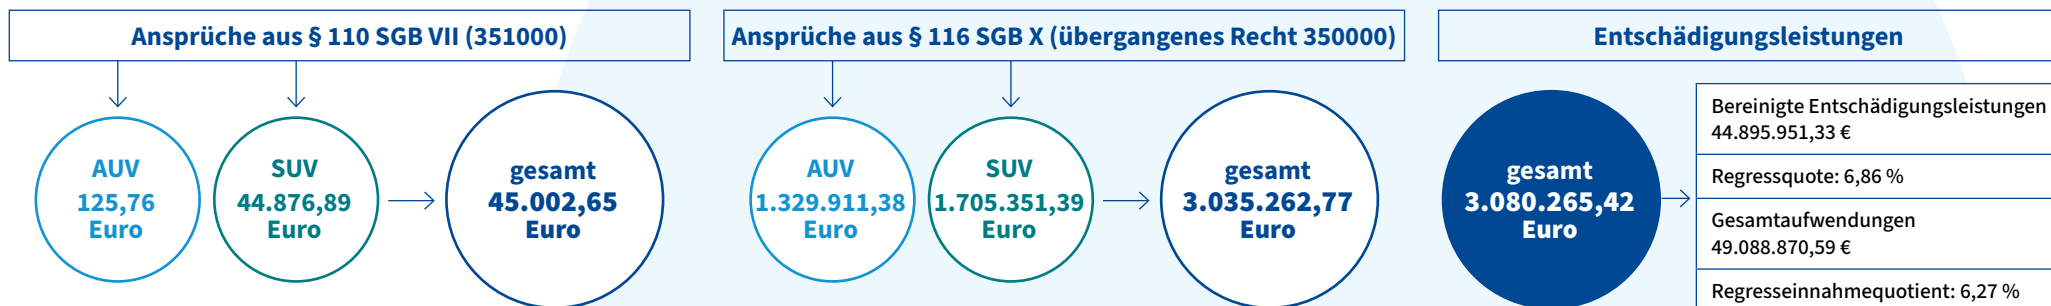 Ansprüche aus § 110 SGB VII (351000)
AUV
125,76
Euro
SUV
44.876,89
Euro
gesamt
45.002,65
Euro
Ansprüche aus § 116 SGB X (übergangenes Recht 350000)
AUV
1.329.911,38
Euro
SUV
1.705.351,39
Euro
gesamt
3.035.262,77
Euro
Entschädigungsleistungen
gesamt
3.080.265,42
Euro
Bereinigte Entschädigungsleistungen
44.895.951,33 €
Regressquote: 6,86 %
Gesamtaufwendungen
49.088.870,59 €
Regresseinnahmequotient: 6,27 %